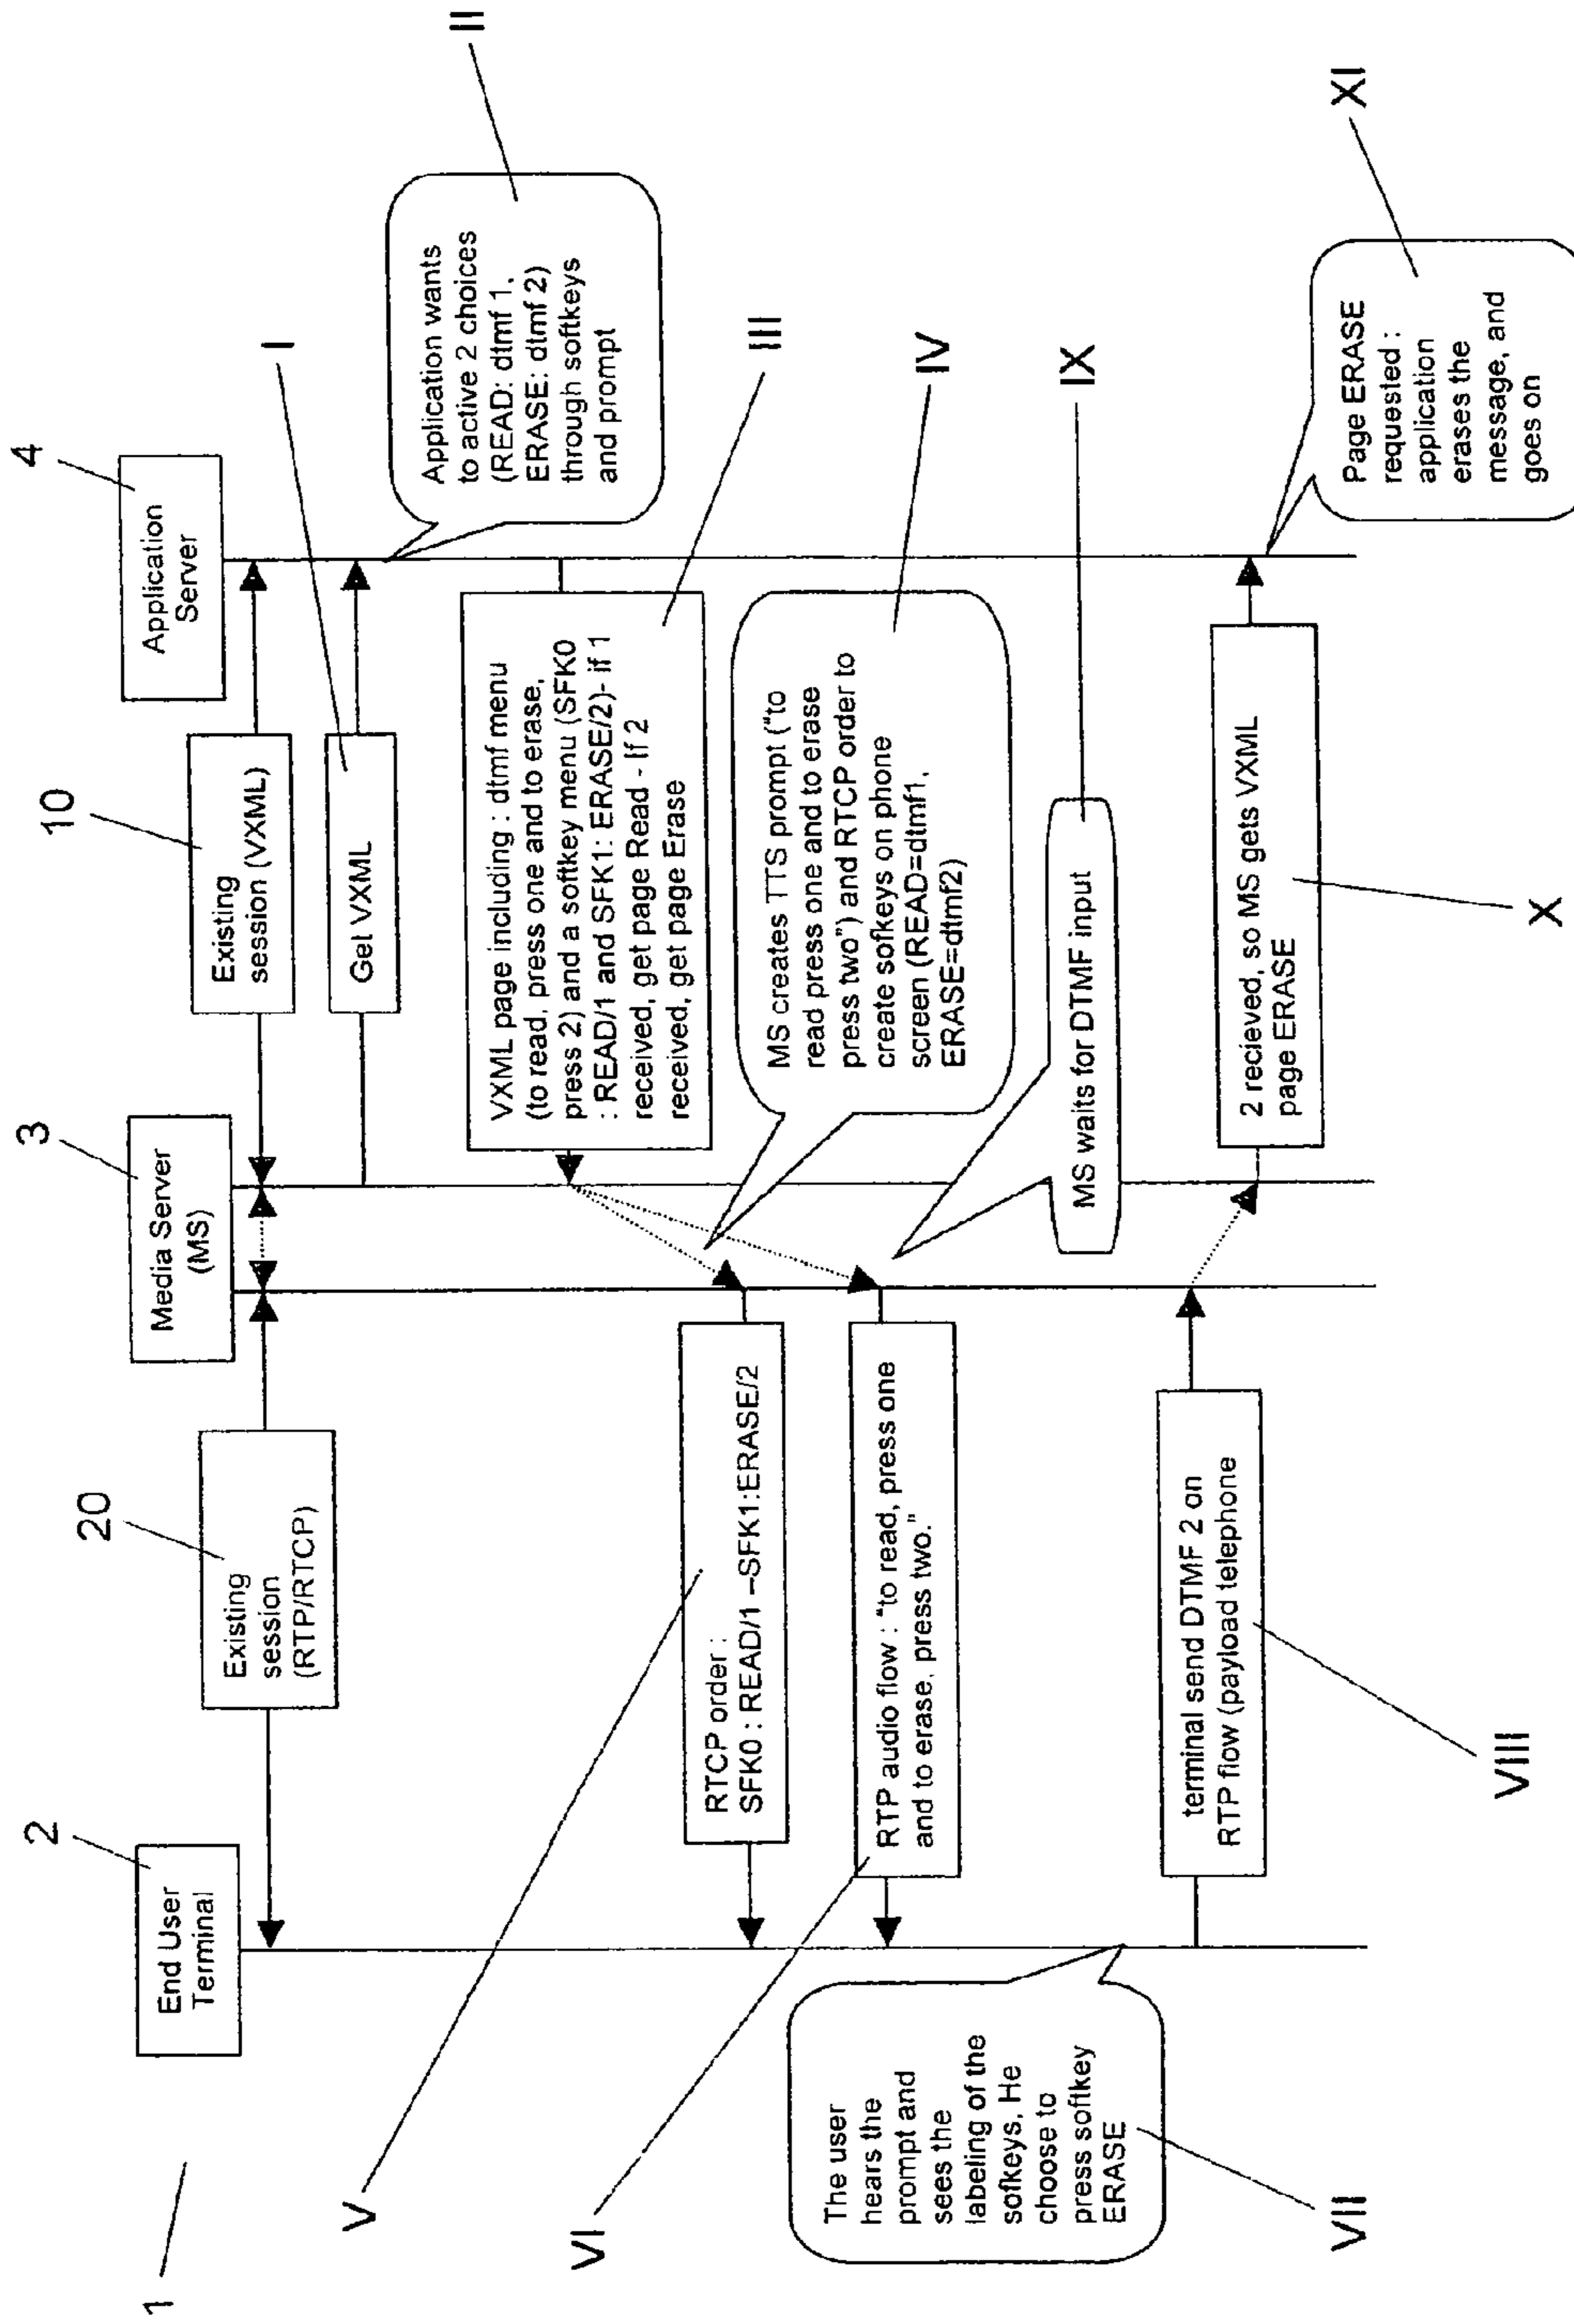 1
2
End User
Terminal
20
Existing
session
(RTP/RTCP)
3
Media Server
(MS)
10
Existing
session (VXML)
4
Application
Server
Get VXML
I
Application wants
to active 2 choices
(READ: dtmf 1,
ERASE: dtmf 2)
through softkeys
and prompt
II
VXML page including : dtmf menu
(to read, press one and to erase,
press 2) and a softkey menu (SFK0
: READ/1 and SFK1: ERASE/2)- if 1
received, get page Read - If 2
received, get page Erase
III
MS creates TTS prompt ("to
read press one and to erase
press two") and RTCP order to
create sofkeys on phone
screen (READ=dtmf1,
ERASE=dtmf2)
IV
RTCP order :
SFK0 : READ/1 –SFK1:ERASE/2
V
RTP audio flow : "to read, press one
and to erase, press two."
VI
The user
hears the
prompt and
sees the
labeling of the
sofkeys, He
choose to
press softkey
ERASE
VII
terminal send DTMF 2 on
RTP flow (payload telephone
VIII
MS waits for DTMF input
IX
2 recieved, so MS gets VXML
page ERASE
X
Page ERASE
requested :
application
erases the
message, and
goes on
XI